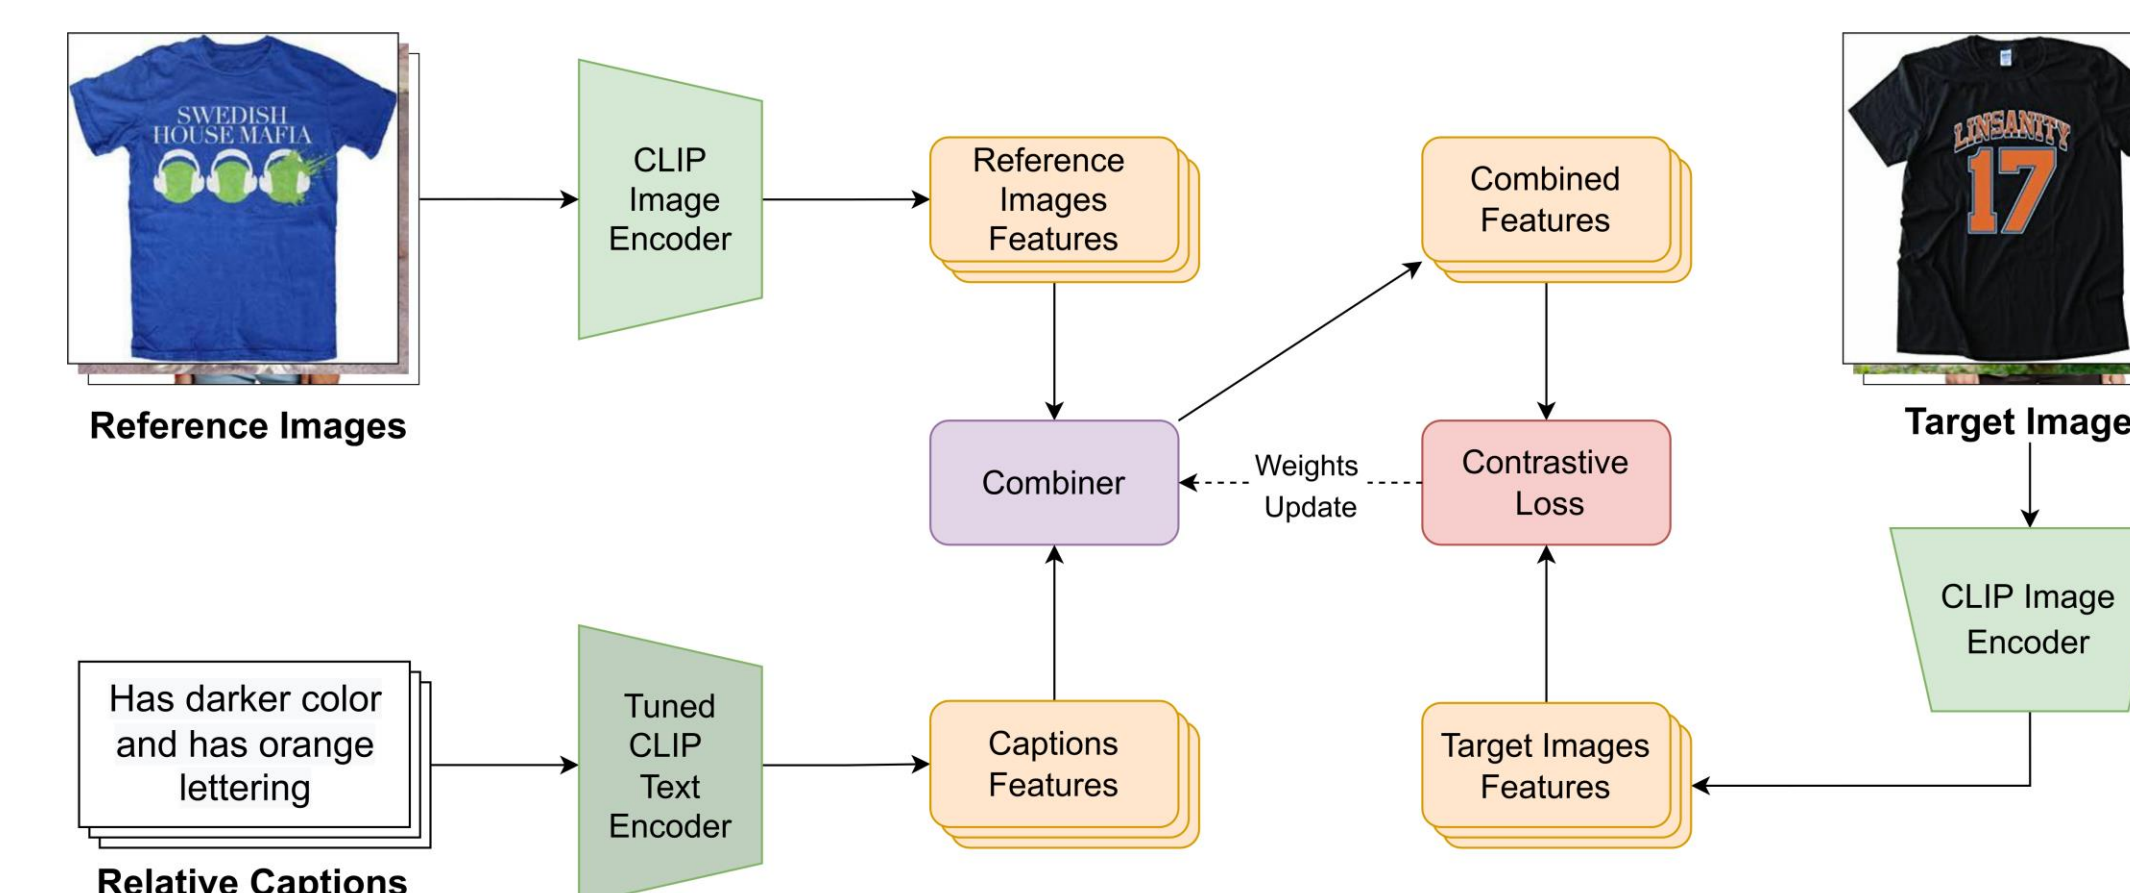 SWEDISH
HOUSE MAFIA
Reference Images
CLIP
Image
Encoder
Reference
Images
Features
Combined
Features
LINSANITY
17
Target Image
Combiner
Weights
Update
Contrastive
Loss
CLIP Image
Encoder
Has darker color
and has orange
lettering
Relative Captions
Tuned
CLIP
Text
Encoder
Captions
Features
Target Images
Features